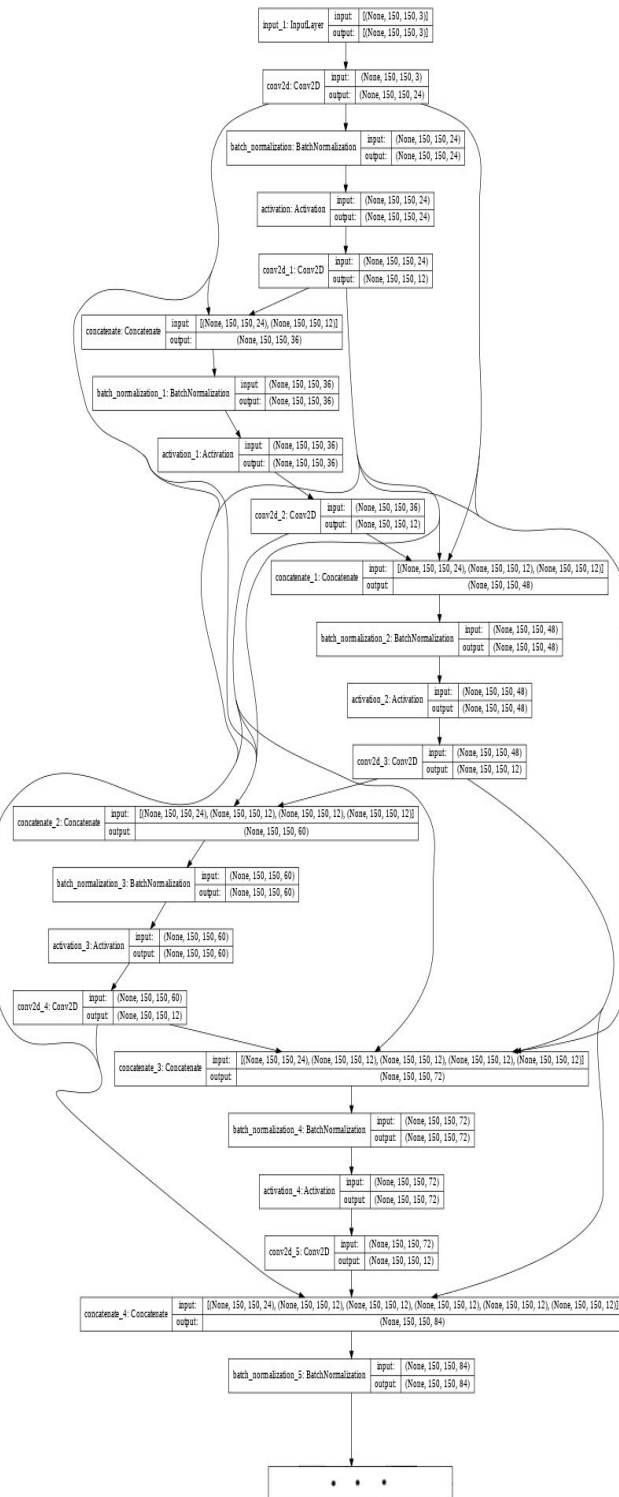 input_1: InputLayer
input: [(None, 150, 150, 3)]
output: [(None, 150, 150, 3)]
conv2d: Conv2D
input: (None, 150, 150, 3)
output: (None, 150, 150, 24)
batch_normalization: BatchNormalization
input: (None, 150, 150, 24)
output: (None, 150, 150, 24)
activation: Activation
input: (None, 150, 150, 24)
output: (None, 150, 150, 24)
conv2d_1: Conv2D
input: (None, 150, 150, 24)
output: (None, 150, 150, 12)
concatenate: Concatenate
input: [(None, 150, 150, 24), (None, 150, 150, 12)]
output: (None, 150, 150, 36)
batch_normalization_1: BatchNormalization
input: (None, 150, 150, 36)
output: (None, 150, 150, 36)
activation_1: Activation
input: (None, 150, 150, 36)
output: (None, 150, 150, 36)
conv2d_2: Conv2D
input: (None, 150, 150, 36)
output: (None, 150, 150, 12)
concatenate_1: Concatenate
input: [(None, 150, 150, 24), (None, 150, 150, 12), (None, 150, 150, 12)]
output: (None, 150, 150, 48)
batch_normalization_2: BatchNormalization
input: (None, 150, 150, 48)
output: (None, 150, 150, 48)
activation_2: Activation
input: (None, 150, 150, 48)
output: (None, 150, 150, 48)
conv2d_3: Conv2D
input: (None, 150, 150, 48)
output: (None, 150, 150, 12)
concatenate_2: Concatenate
input: [(None, 150, 150, 24), (None, 150, 150, 12), (None, 150, 150, 12), (None, 150, 150, 12)]
output: (None, 150, 150, 60)
batch_normalization_3: BatchNormalization
input: (None, 150, 150, 60)
output: (None, 150, 150, 60)
activation_3: Activation
input: (None, 150, 150, 60)
output: (None, 150, 150, 60)
conv2d_4: Conv2D
input: (None, 150, 150, 60)
output: (None, 150, 150, 12)
concatenate_3: Concatenate
input: [(None, 150, 150, 24), (None, 150, 150, 12), (None, 150, 150, 12), (None, 150, 150, 12), (None, 150, 150, 12)]
output: (None, 150, 150, 72)
batch_normalization_4: BatchNormalization
input: (None, 150, 150, 72)
output: (None, 150, 150, 72)
activation_4: Activation
input: (None, 150, 150, 72)
output: (None, 150, 150, 72)
conv2d_5: Conv2D
input: (None, 150, 150, 72)
output: (None, 150, 150, 12)
concatenate_4: Concatenate
input: [(None, 150, 150, 24), (None, 150, 150, 12), (None, 150, 150, 12), (None, 150, 150, 12), (None, 150, 150, 12), (None, 150, 150, 12)]
output: (None, 150, 150, 84)
batch_normalization_5: BatchNormalization
input: (None, 150, 150, 84)
output: (None, 150, 150, 84)
• • •